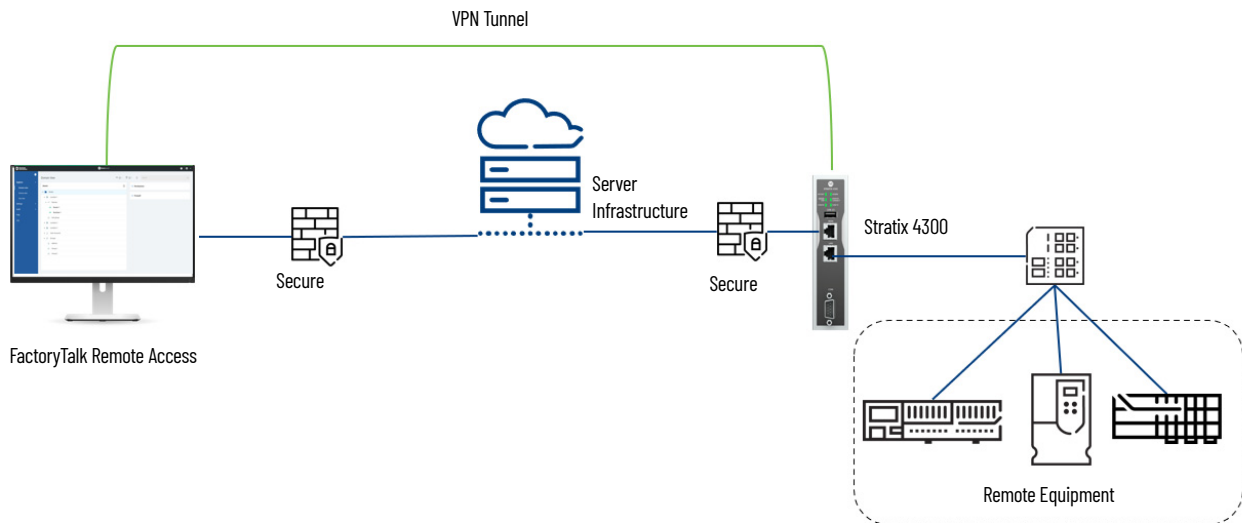 VPN Tunnel
Server
Infrastructure
Stratix 4300
Secure
Secure
FactoryTalk Remote Access
Remote Equipment